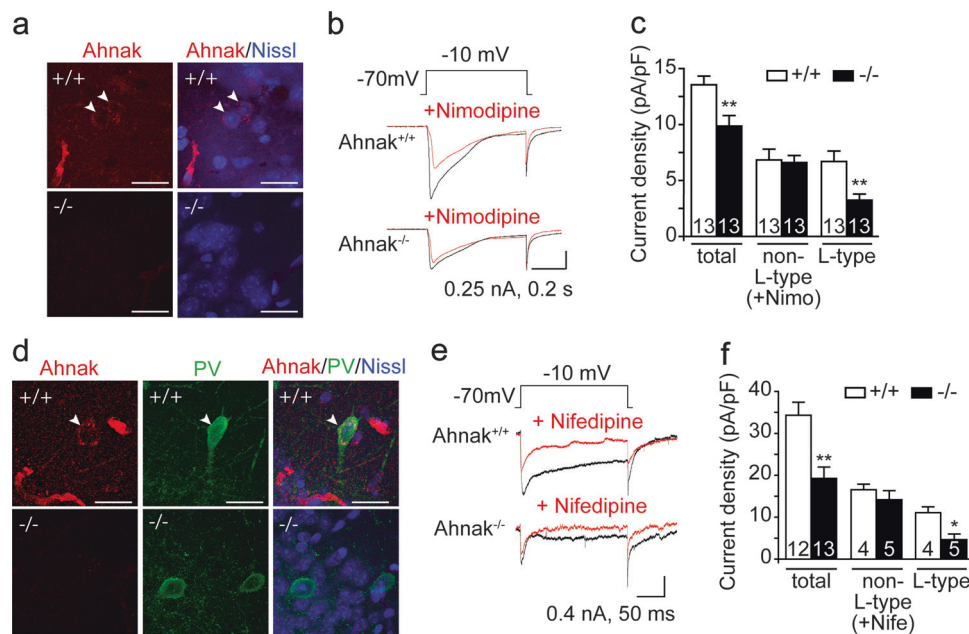 a
Ahnak
Ahnak/Nissl
+/+
+/+
-/-
-/-
b
-10 mV
-70mV
+Nimodipine
Ahnak+/+
+Nimodipine
Ahnak-/-
0.25 nA, 0.2 s
c
+/+
-/-
Current density (pA/pF)
15
10
5
0
**
**
13
13
13
13
13
13
total
non-
L-type
(+Nimo)
L-type
d
Ahnak
PV
Ahnak/PV/Nissl
+/+
+/+
+/+
-/-
-/-
-/-
e
-10 mV
-70mV
+ Nifedipine
Ahnak+/+
+ Nifedipine
Ahnak-/-
0.4 nA, 50 ms
f
+/+
-/-
Current density (pA/pF)
40
30
20
10
0
**
*
12
13
4
5
4
5
total
non-
L-type
(+Nife)
L-type